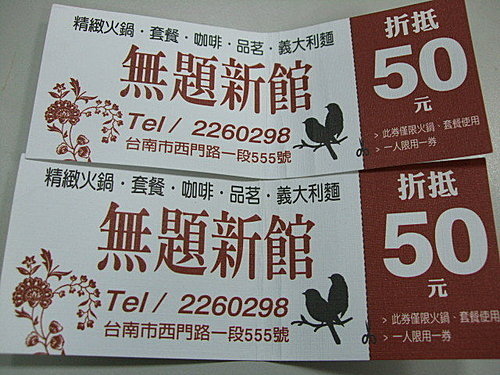 精緻火鍋・套餐・咖啡・品茗・義大利麵
無題新館
Tel / 2260298
台南市西門路一段555號
折抵
50
元
> 此券僅限火鍋、套餐使用
> 一人限用一券
精緻火鍋・套餐・咖啡・品茗・義大利麵
無題新館
Tel / 2260298
台南市西門路一段555號
折抵
50
元
> 此券僅限火鍋、套餐使用
> 一人限用一券